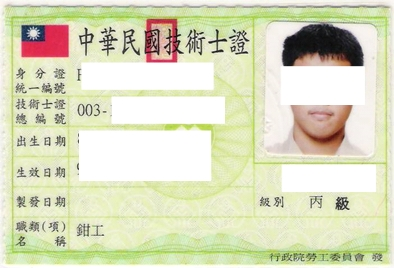 中華民國技術士證
身分證
統一編號
技術士證
總編號 003-
出生日期
生效日期
製發日期
級別 丙級
職類(項)
名稱 鉗工
行政院勞工委員會 發